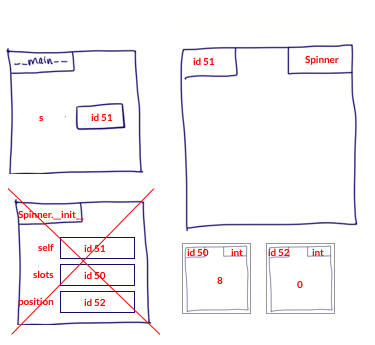 __main__
s
id 51
id 51
Spinner
Spinner.__init_
self
id 51
slots
id 50
position
id 52
id 50
int
8
id 52
int
0